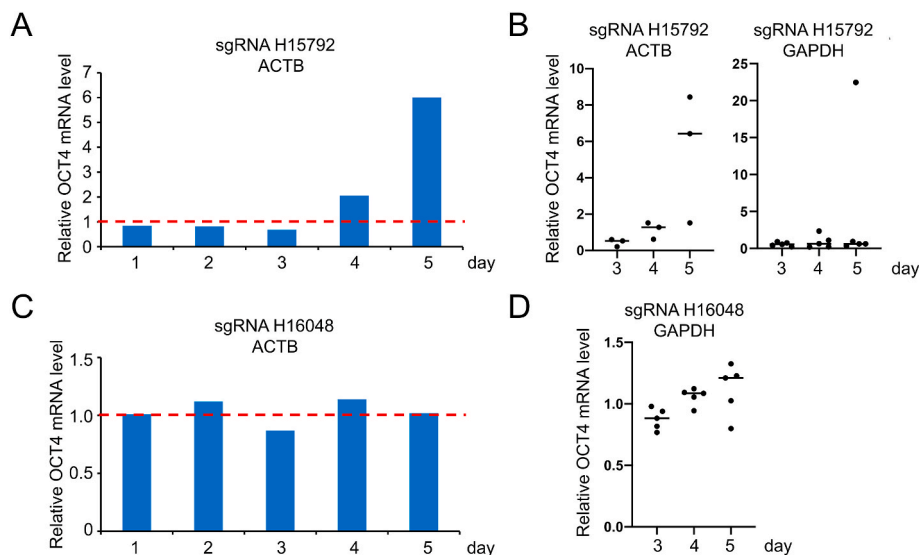 A
sgRNA H15792
ACTB
Relative OCT4 mRNA level
7
6
5
4
3
2
1
0
1 2 3 4 5 day
B
sgRNA H15792
ACTB
Relative OCT4 mRNA level
10
8
6
4
2
0
3 4 5
sgRNA H15792
GAPDH
25
20
15
10
5
0
3 4 5 day
C
sgRNA H16048
ACTB
Relative OCT4 mRNA level
1.5
1.0
0.5
0
1 2 3 4 5 day
D
sgRNA H16048
GAPDH
Relative OCT4 mRNA level
1.5
1.0
0.5
0.0
3 4 5 day